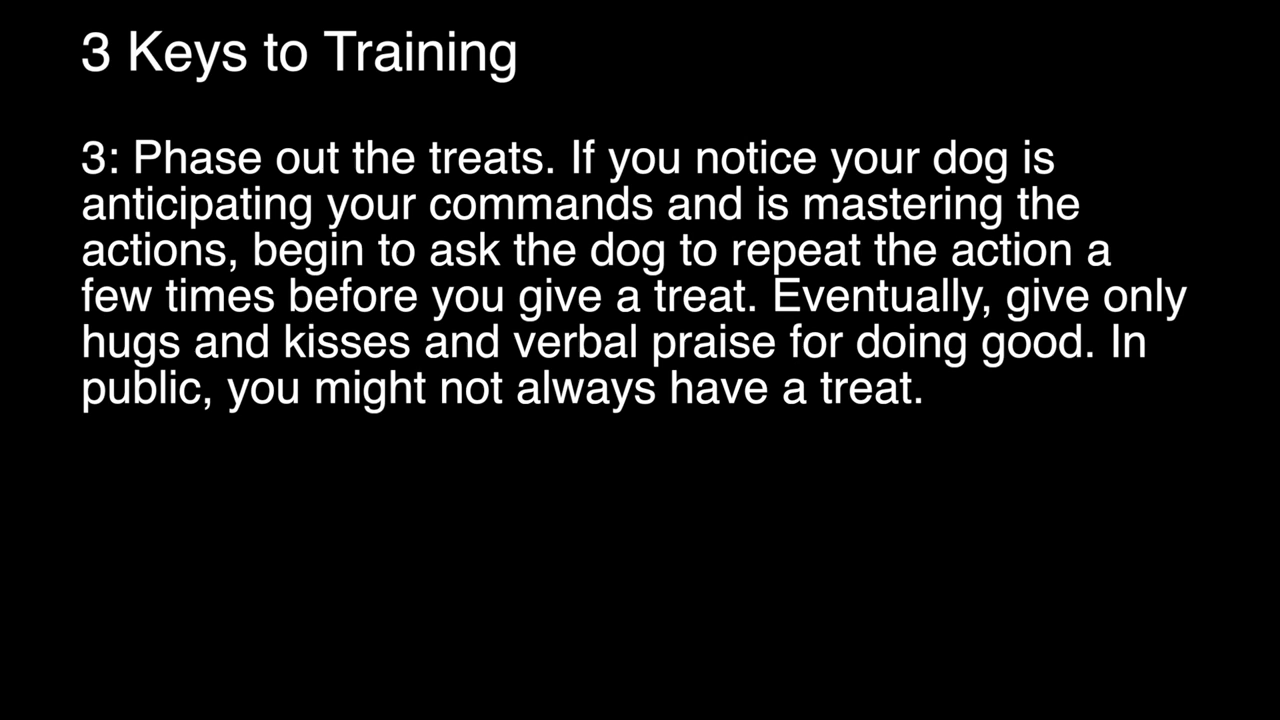 3 Keys to Training
3: Phase out the treats. If you notice your dog is
anticipating your commands and is mastering the
actions, begin to ask the dog to repeat the action a
few times before you give a treat. Eventually, give only
hugs and kisses and verbal praise for doing good. In
public, you might not always have a treat.